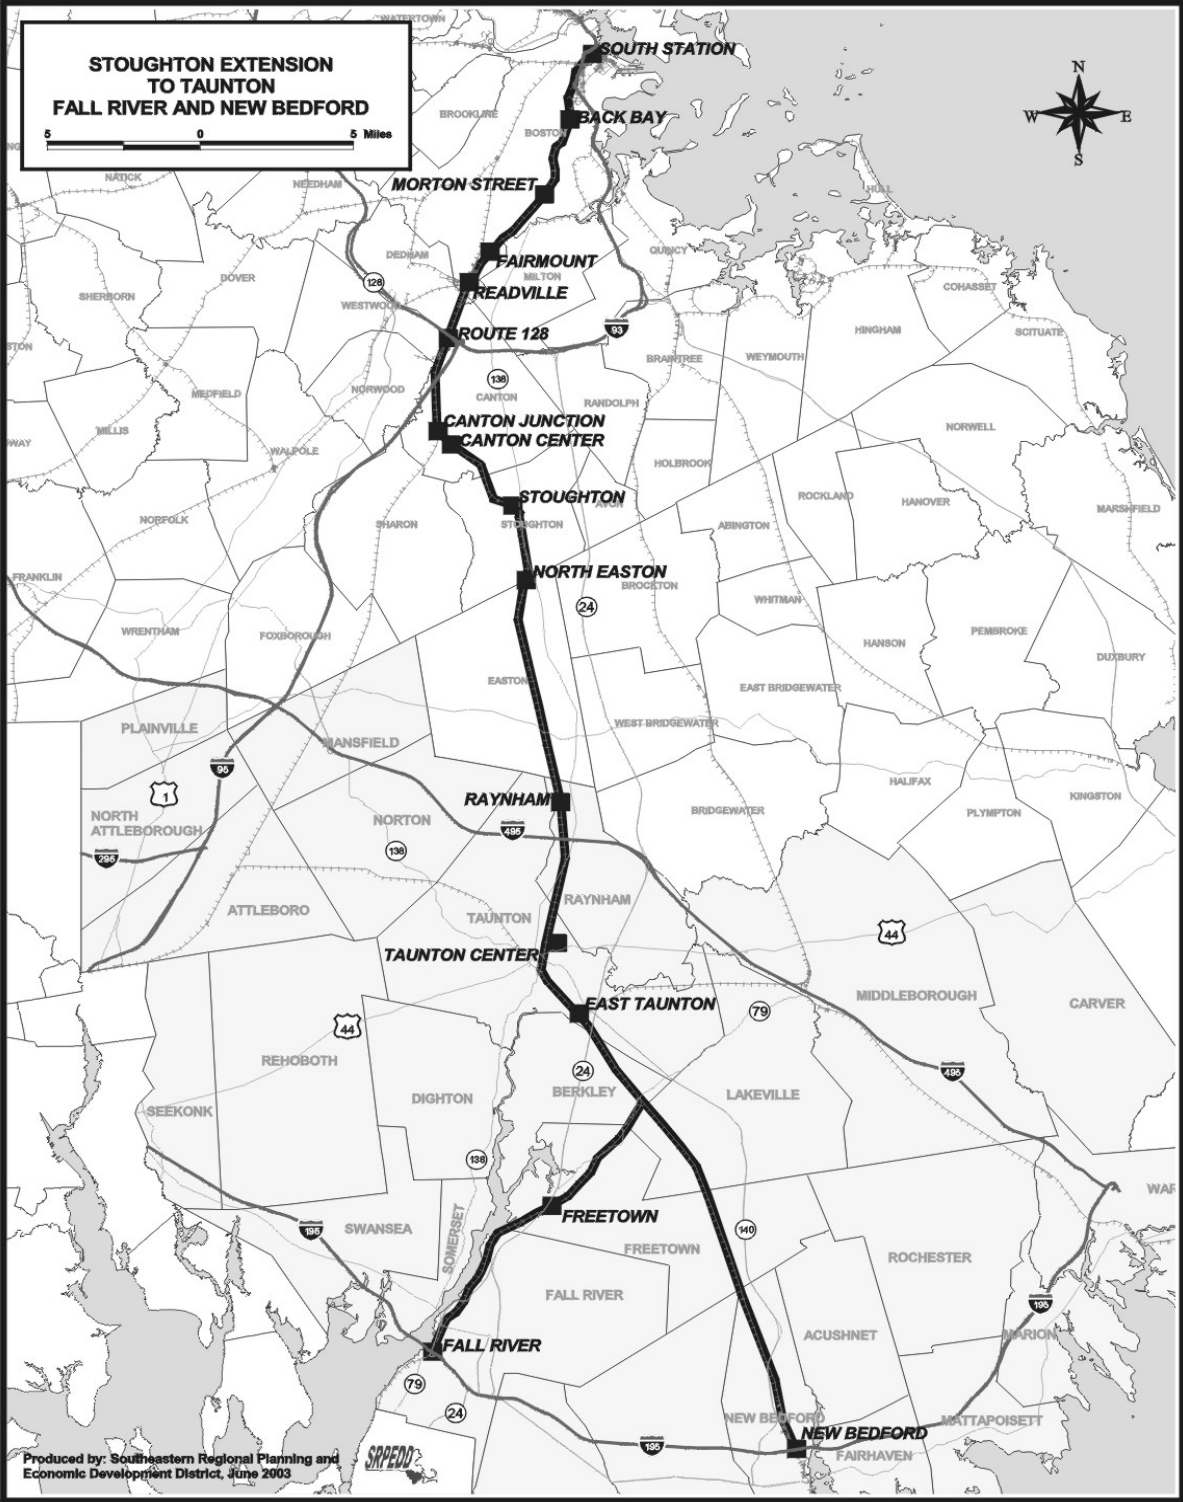 STOUGHTON EXTENSION
TO TAUNTON
FALL RIVER AND NEW BEDFORD
5 0 5 Miles
WATERTOWN
SOUTH STATION
N
W E
S
BROOKLINE
BACK BAY
BOSTON
NATICK
NEEDHAM
MORTON STREET
HULL
DEDHAM
QUINCY
FAIRMOUNT
MILTON
DOVER
128
READVILLE
COHASSET
SHERBORN
WESTWOOD
ROUTE 128
93
HINGHAM
SCITUATE
STON
BRAINTREE
WEYMOUTH
138
MEDFIELD
NORWOOD
CANTON
RANDOLPH
CANTON JUNCTION
NORWELL
MILLIS
WAY
CANTON CENTER
WALPOLE
HOLBROOK
STOUGHTON
ROCKLAND
HANOVER
AVON
MARSHFIELD
NORFOLK
SHARON
STOUGHTON
ABINGTON
NORTH EASTON
FRANKLIN
BROCKTON
WHITMAN
24
WRENTHAM
FOXBOROUGH
PEMBROKE
HANSON
DUXBURY
EASTON
EAST BRIDGEWATER
PLAINVILLE
WEST BRIDGEWATER
MANSFIELD
95
HALIFAX
1
KINGSTON
RAYNHAM
BRIDGEWATER
PLYMPTON
NORTH
ATTLEBOROUGH
NORTON
495
138
295
RAYNHAM
ATTLEBORO
TAUNTON
44
TAUNTON CENTER
MIDDLEBOROUGH
CARVER
EAST TAUNTON
79
44
REHOBOTH
24
495
BERKLEY
LAKEVILLE
DIGHTON
SEEKONK
138
WAR
FREETOWN
195
SWANSEA
SOMERSET
140
FREETOWN
ROCHESTER
FALL RIVER
195
ACUSHNET
MARION
FALL RIVER
79
24
NEW BEDFORD
MATTAPOISETT
NEW BEDFORD
195
FAIRHAVEN
Produced by: Southeastern Regional Planning and
Economic Development District, June 2003
SRPEDD